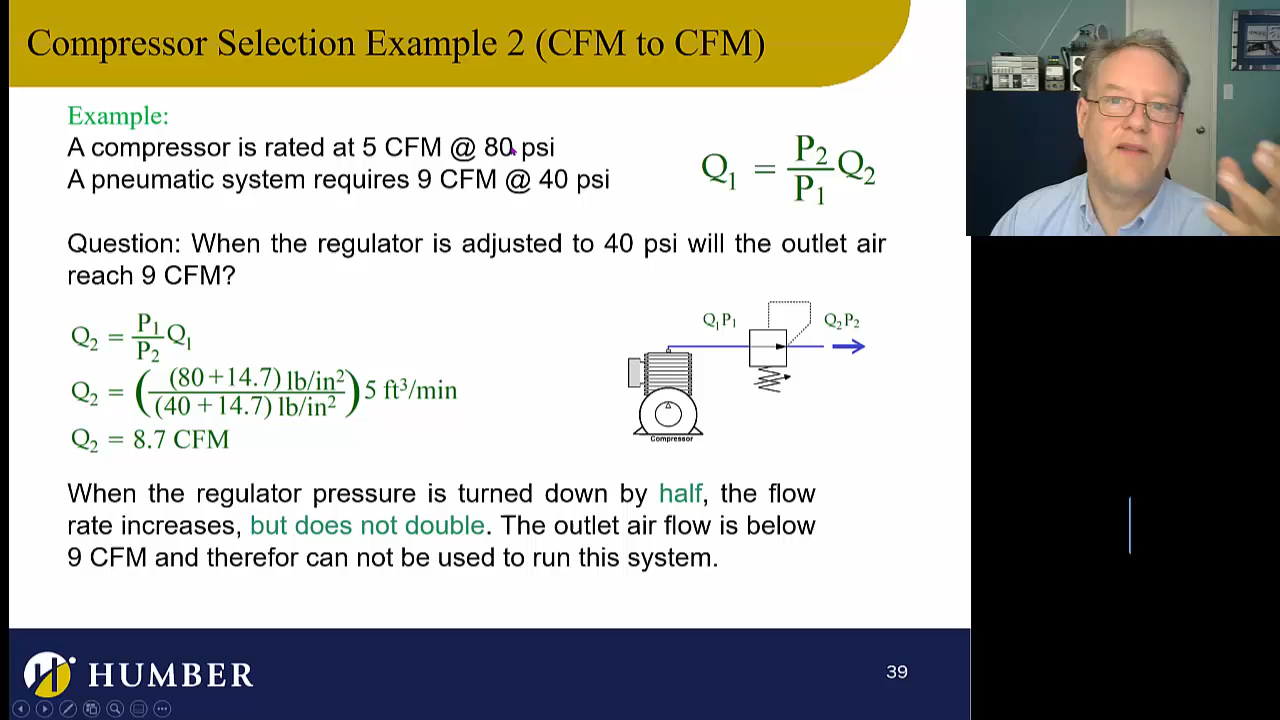 Compressor Selection Example 2 (CFM to CFM)
Example:
A compressor is rated at 5 CFM @ 80 psi
A pneumatic system requires 9 CFM @ 40 psi
Q₁ = P₂/P₁ Q₂
Question: When the regulator is adjusted to 40 psi will the outlet air
reach 9 CFM?
Q₂ = P₁/P₂ Q₁
Q₂ = ((80+14.7) lb/in²/(40+14.7) lb/in²) 5 ft³/min
Q₂ = 8.7 CFM
Q₁P₁
Q₂P₂
Compressor
When the regulator pressure is turned down by half, the flow
rate increases, but does not double. The outlet air flow is below
9 CFM and therefor can not be used to run this system.
HUMBER
39